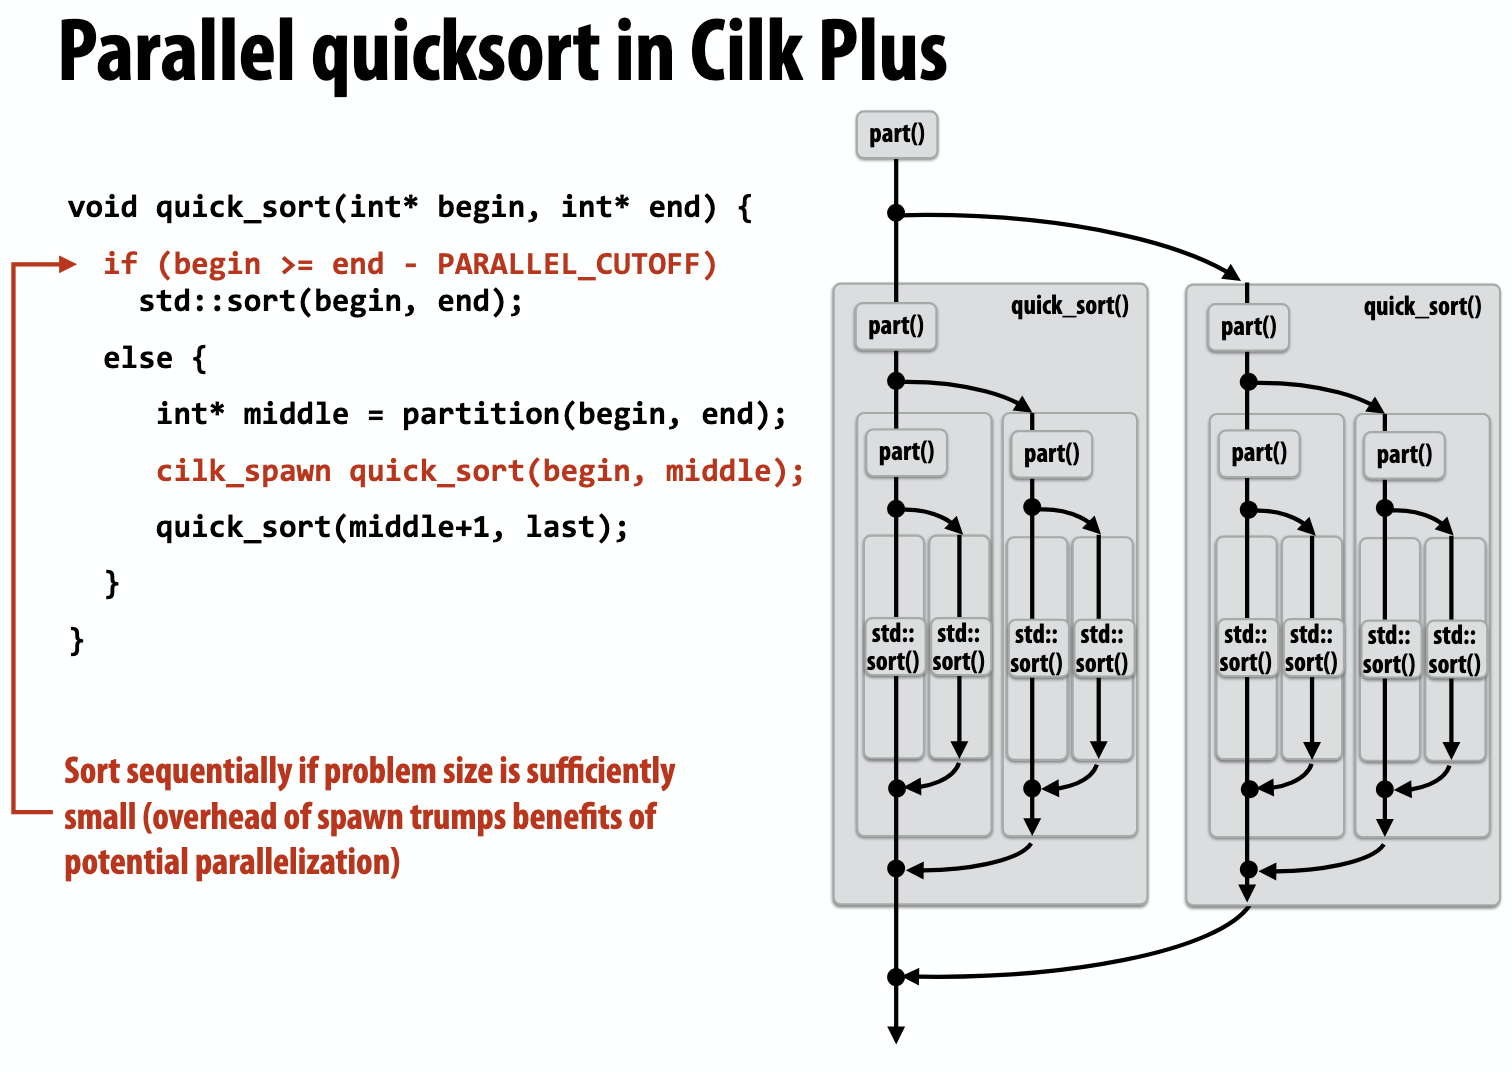 Parallel quicksort in Cilk Plus
void quick_sort(int* begin, int* end) {
if (begin >= end - PARALLEL_CUTOFF)
std::sort(begin, end);
else {
int* middle = partition(begin, end);
cilk_spawn quick_sort(begin, middle);
quick_sort(middle+1, last);
}
}
Sort sequentially if problem size is sufficiently
small (overhead of spawn trumps benefits of
potential parallelization)
part()
quick_sort()
quick_sort()
part()
part()
part()
part()
part()
part()
std::
sort()
std::
sort()
std::
sort()
std::
sort()
std::
sort()
std::
sort()
std::
sort()
std::
sort()